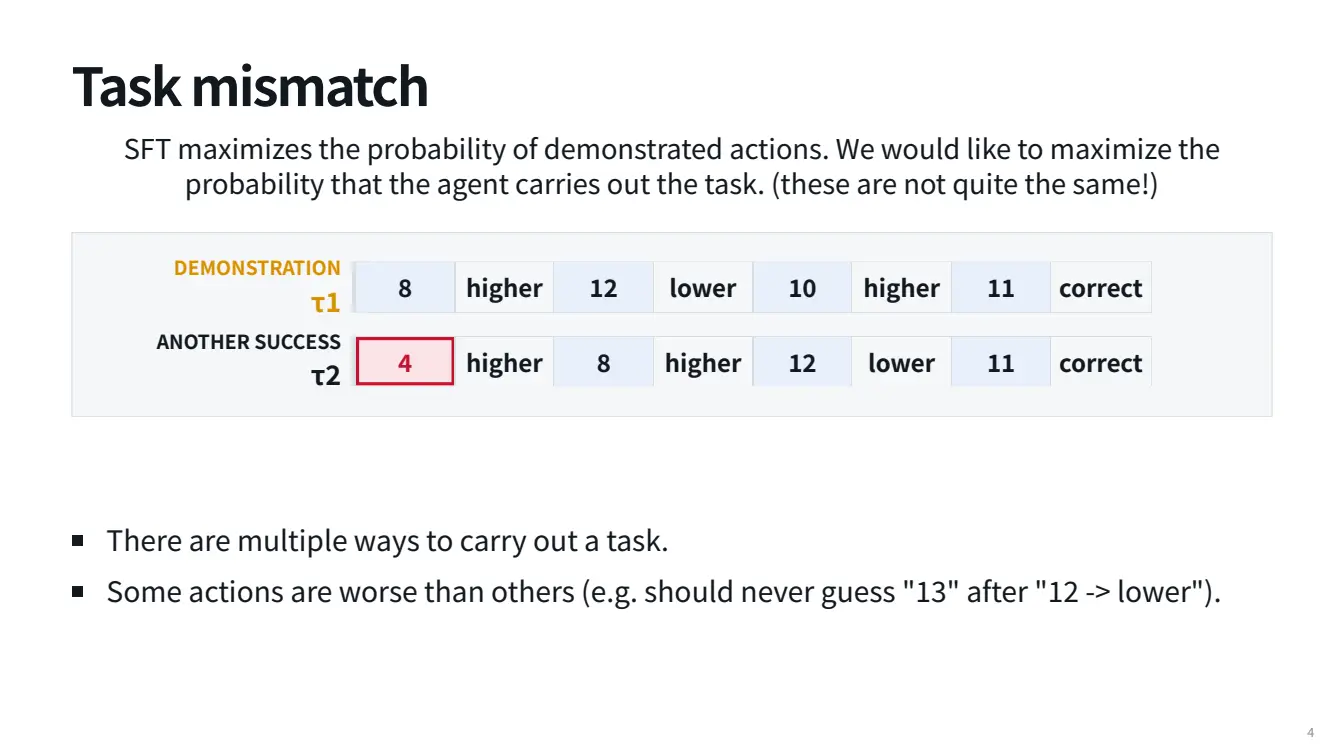 Task mismatch
SFT maximizes the probability of demonstrated actions. We would like to maximize the
probability that the agent carries out the task. (these are not quite the same!)
DEMONSTRATION
τ1
8 higher 12 lower 10 higher 11 correct
ANOTHER SUCCESS
τ2
4 higher 8 higher 12 lower 11 correct
▪ There are multiple ways to carry out a task.
▪ Some actions are worse than others (e.g. should never guess "13" after "12 -> lower").
4